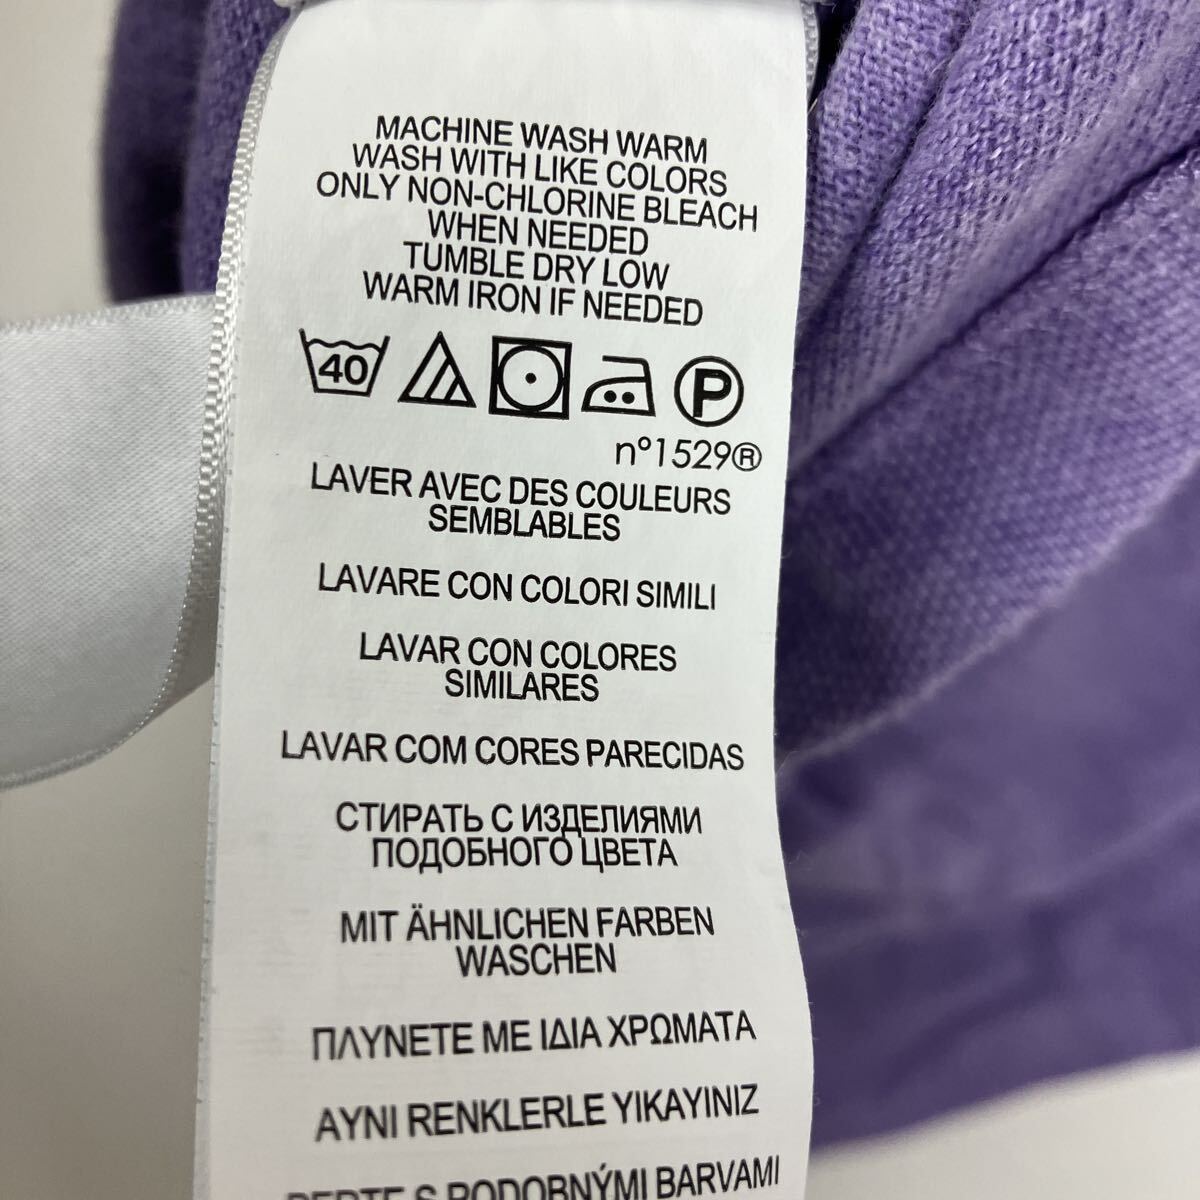 MACHINE WASH WARM
WASH WITH LIKE COLORS
ONLY NON-CHLORINE BLEACH
WHEN NEEDED
TUMBLE DRY LOW
WARM IRON IF NEEDED
40
P
n°1529®
LAVER AVEC DES COULEURS
SEMBLABLES
LAVARE CON COLORI SIMILI
LAVAR CON COLORES
SIMILARES
LAVAR COM CORES PARECIDAS
СТИРАТЬ С ИЗДЕЛИЯМИ
ПОДОБНОГО ЦВЕТА
MIT ÄHNLICHEN FARBEN
WASCHEN
ΠΛΥΝΕΤΕ ΜΕ ΙΔΙΑ ΧΡΩΜΑΤΑ
AYNI RENKLERLE YIKAYINIZ
PERTE S PODOBNÝMI BARVAMI